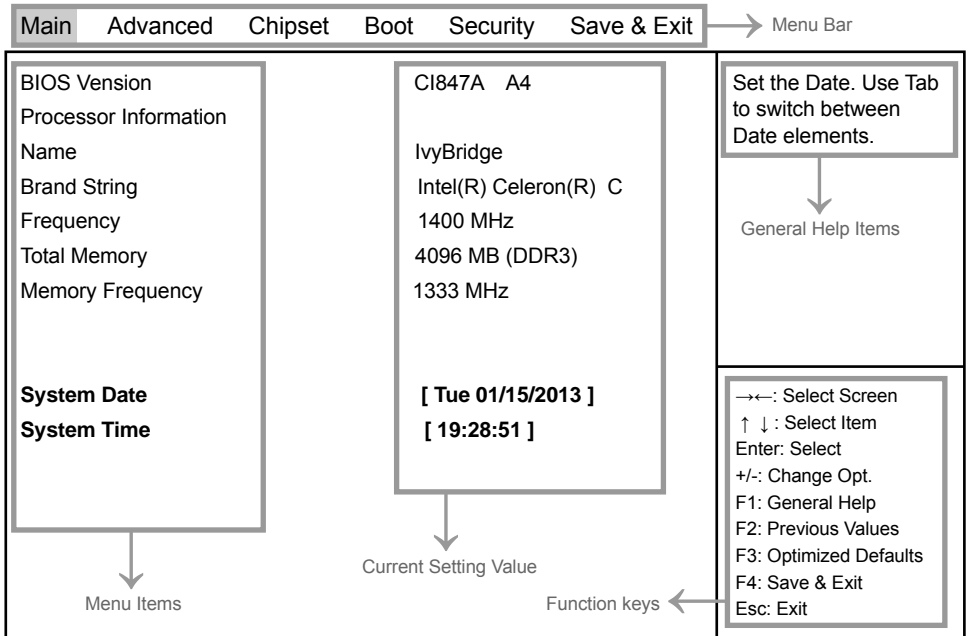 Main Advanced Chipset Boot Security Save & Exit
Menu Bar
BIOS Vension CI847A A4
Processor Information
Name IvyBridge
Brand String Intel(R) Celeron(R) C
Frequency 1400 MHz
Total Memory 4096 MB (DDR3)
Memory Frequency 1333 MHz
System Date [ Tue 01/15/2013 ]
System Time [ 19:28:51 ]
Menu Items
Current Setting Value
Set the Date. Use Tab
to switch between
Date elements.
General Help Items
→←: Select Screen
↑ ↓ : Select Item
Enter: Select
+/-: Change Opt.
F1: General Help
F2: Previous Values
F3: Optimized Defaults
F4: Save & Exit
Esc: Exit
Function keys